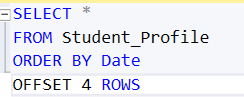 SELECT *
FROM Student_Profile
ORDER BY Date
OFFSET 4 ROWS